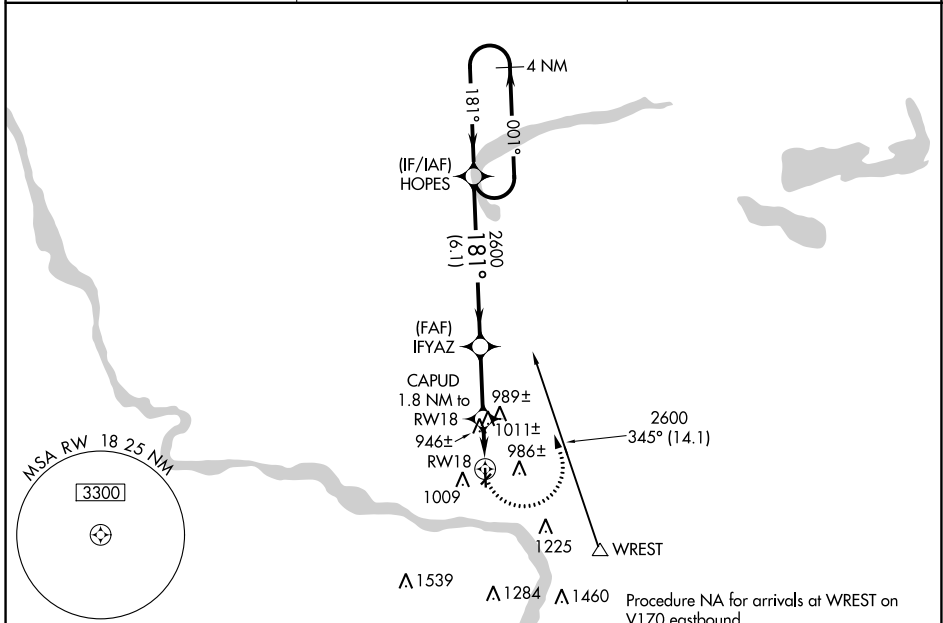 4 NM
181°
001°
(IF/IAF)
HOPES
2600
181°
(6.1)
(FAF)
IFYAZ
CAPUD
1.8 NM to
RW18
989±
1011±
946±
986±
RW18
1009
2600
345° (14.1)
MSA RW 18 25 NM
3300
1225
WREST
1539
1284
1460
Procedure NA for arrivals at WREST on
V170 eastbound